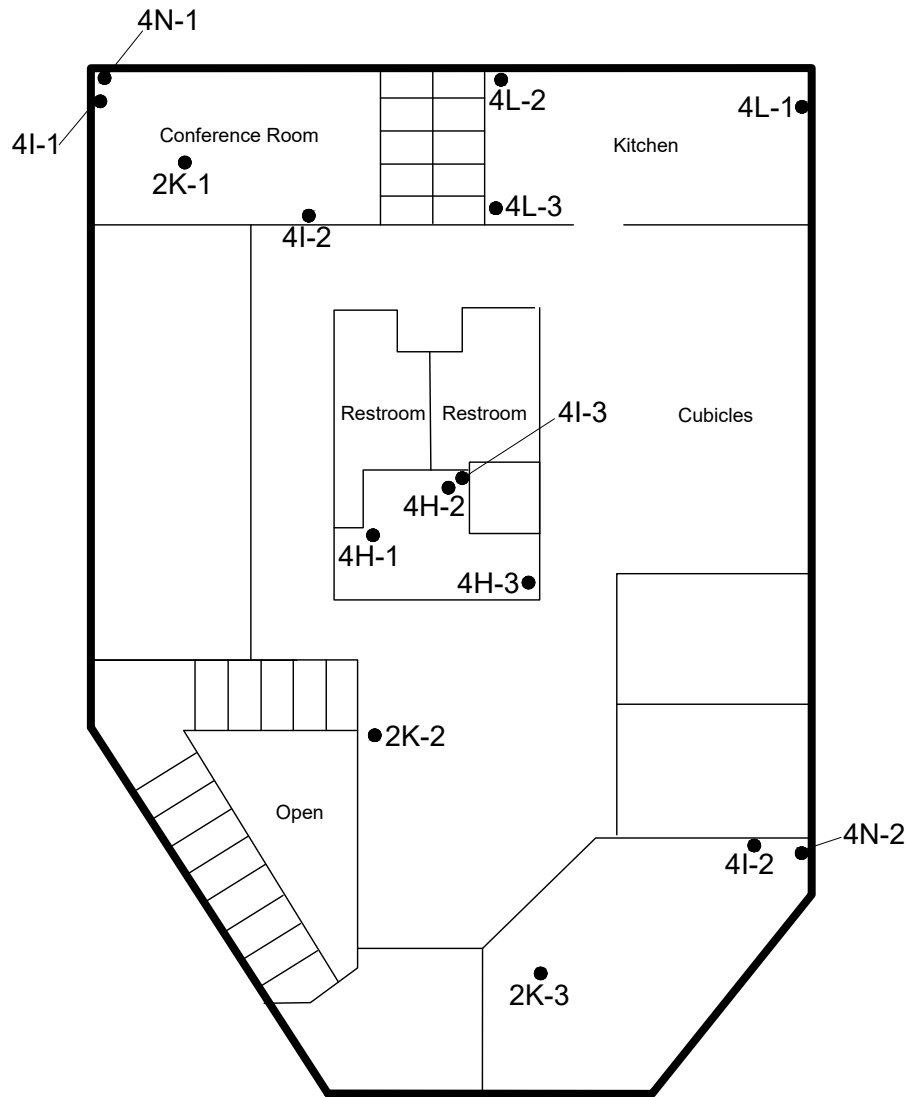 4N-1
4L-2
4L-1
4I-1
Conference Room
Kitchen
2K-1
4L-3
4I-2
Restroom
Restroom
4I-3
Cubicles
4H-2
4H-1
4H-3
2K-2
Open
4I-2
4N-2
2K-3